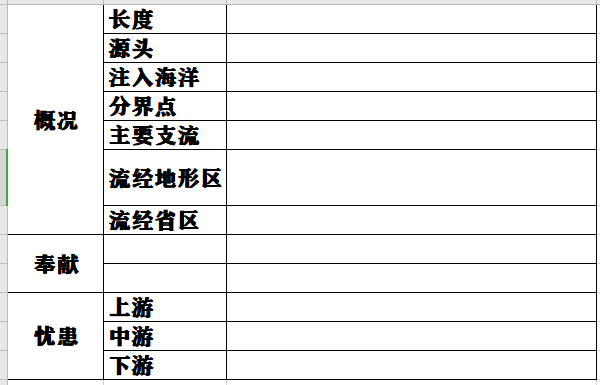 概况
长度
源头
注入海洋
分界点
主要支流
流经地形区
流经省区
奉献
忧患
上游
中游
下游